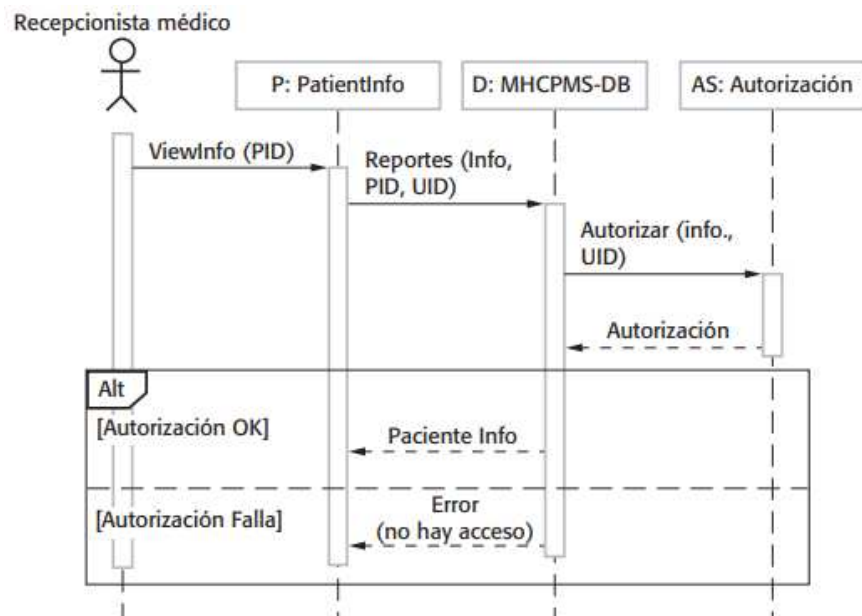 Recepcionista médico
P: PatientInfo
D: MHCPMS-DB
AS: Autorización
ViewInfo (PID)
Reportes (Info,
PID, UID)
Autorizar (info.,
UID)
Autorización
Alt
[Autorización OK]
Paciente Info
[Autorización Falla]
Error
(no hay acceso)